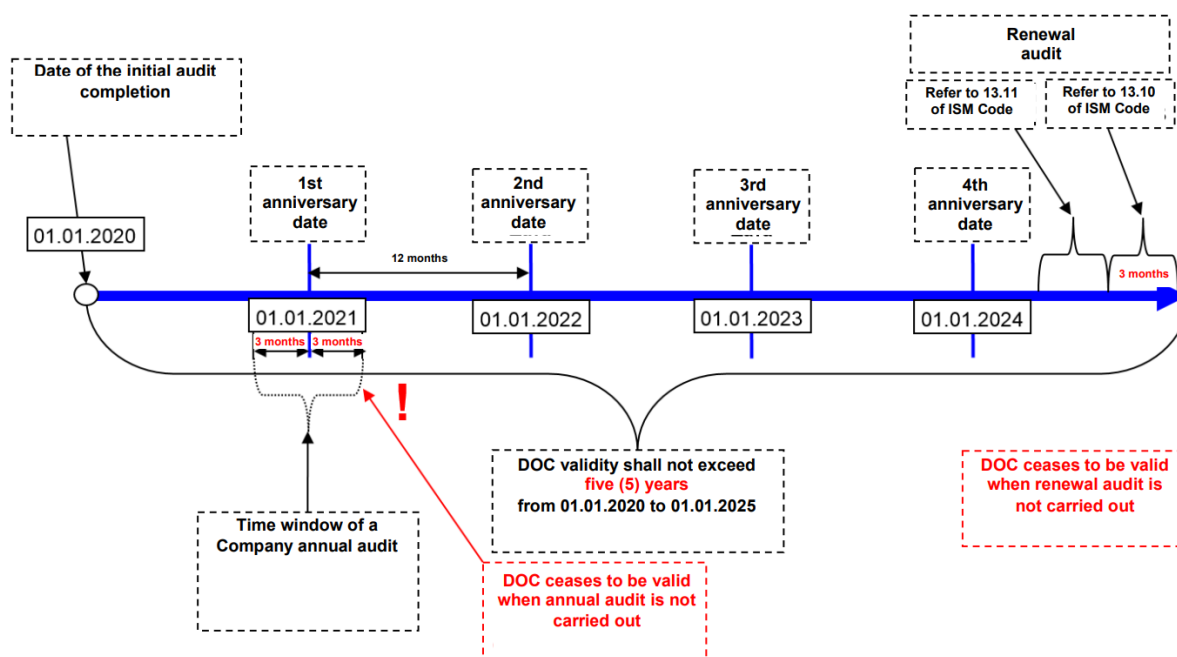 Renewal
audit
Date of the initial audit
completion
Refer to 13.11
of ISM Code
Refer to 13.10
of ISM Code
1st
anniversary
date
2nd
anniversary
date
3rd
anniversary
date
4th
anniversary
date
01.01.2020
12 months
3 months
01.01.2021
01.01.2022
01.01.2023
01.01.2024
3 months
3 months
!
DOC validity shall not exceed
five (5) years
from 01.01.2020 to 01.01.2025
DOC ceases to be valid
when renewal audit is
not carried out
Time window of a
Company annual audit
DOC ceases to be valid
when annual audit is not
carried out